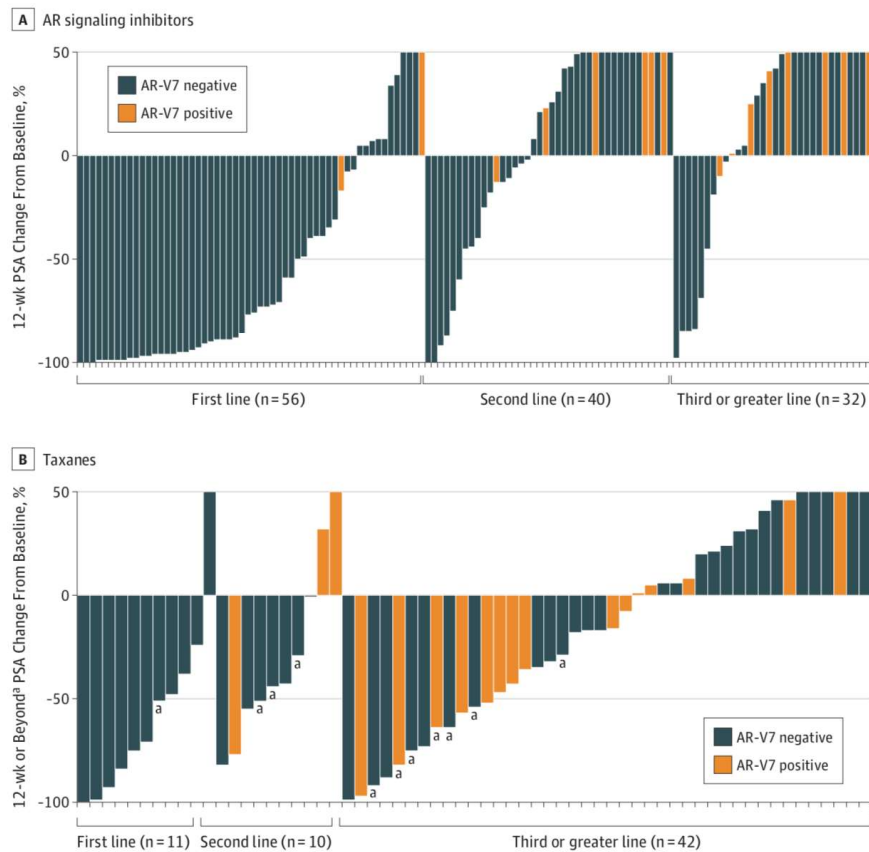 A AR signaling inhibitors
12-wk PSA Change From Baseline, %
50
0
-50
-100
AR-V7 negative
AR-V7 positive
First line (n=56)
Second line (n=40)
Third or greater line (n=32)
B Taxanes
12-wk or Beyondª PSA Change From Baseline, %
50
0
-50
-100
a
a
a
a
a
a
a
a
a
a
AR-V7 negative
AR-V7 positive
First line (n=11)
Second line (n=10)
Third or greater line (n=42)